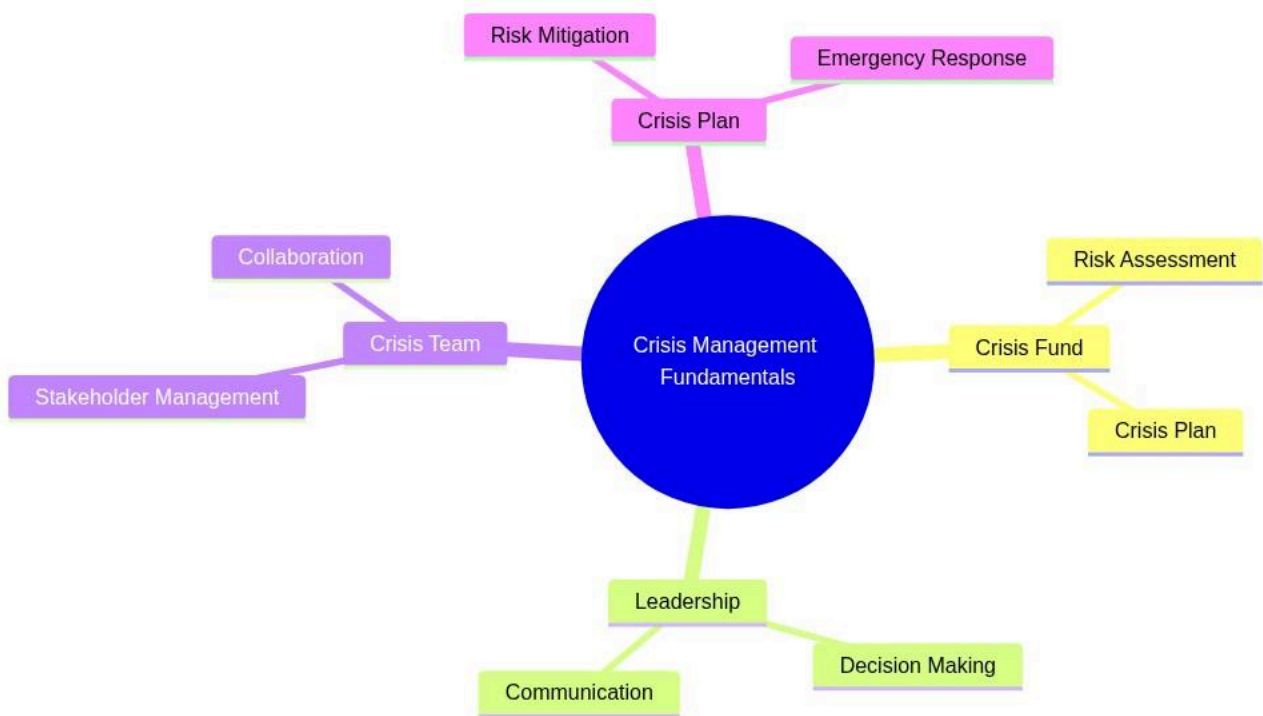 Risk Mitigation
Emergency Response
Crisis Plan
Collaboration
Risk Assessment
Crisis Team
Crisis Management
Fundamentals
Crisis Fund
Stakeholder Management
Crisis Plan
Leadership
Decision Making
Communication